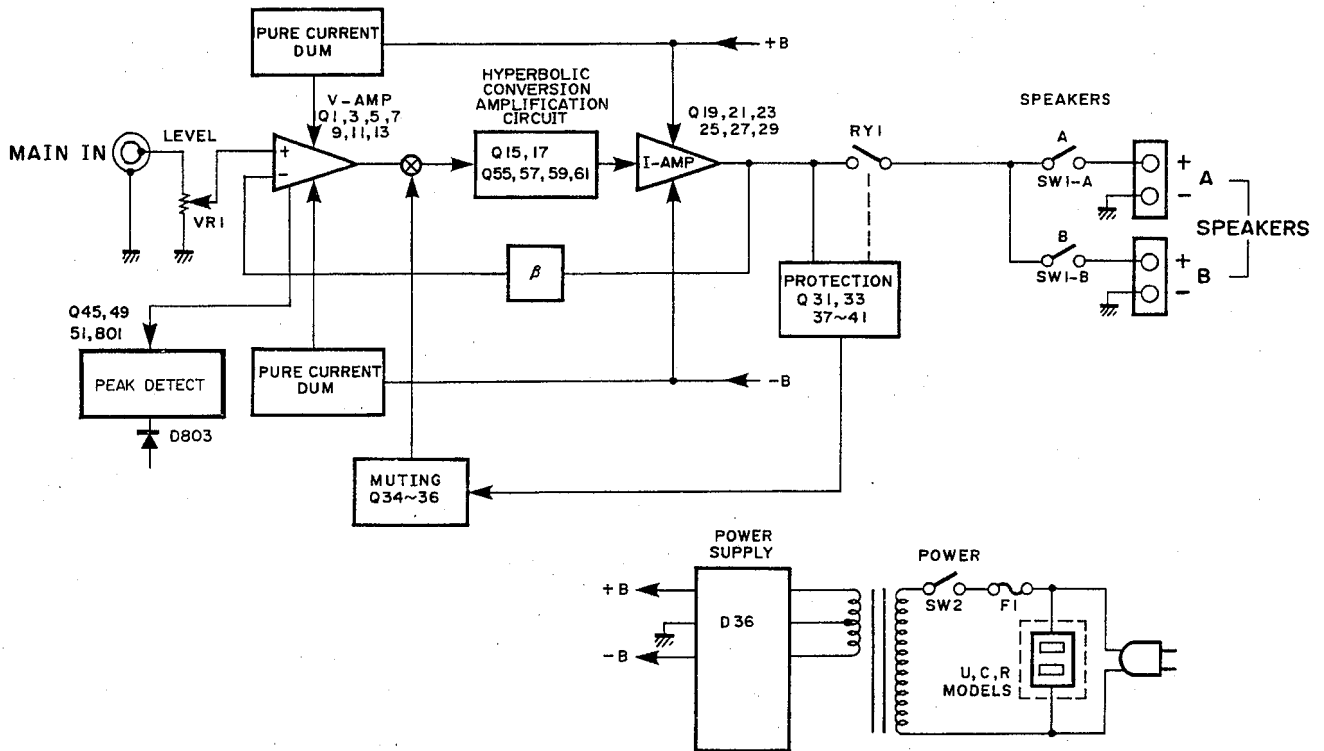 PURE CURRENT
DUM
+B
HYPERBOLIC
CONVERSION
AMPLIFICATION
CIRCUIT
V-AMP
Q1,3,5,7
9,11,13
Q19,21,23
25,27,29
SPEAKERS
MAIN IN
LEVEL
VR1
+
-
Q15,17
Q55,57,59,61
I-AMP
RY1
A
SW1-A
+
-
A
SPEAKERS
B
SW1-B
+
-
B
β
PROTECTION
Q31,33
37~41
Q45,49
51,801
PEAK DETECT
D803
PURE CURRENT
DUM
-B
MUTING
Q34~36
POWER
SUPPLY
+B
-B
D36
POWER
SW2
F1
U,C,R
MODELS